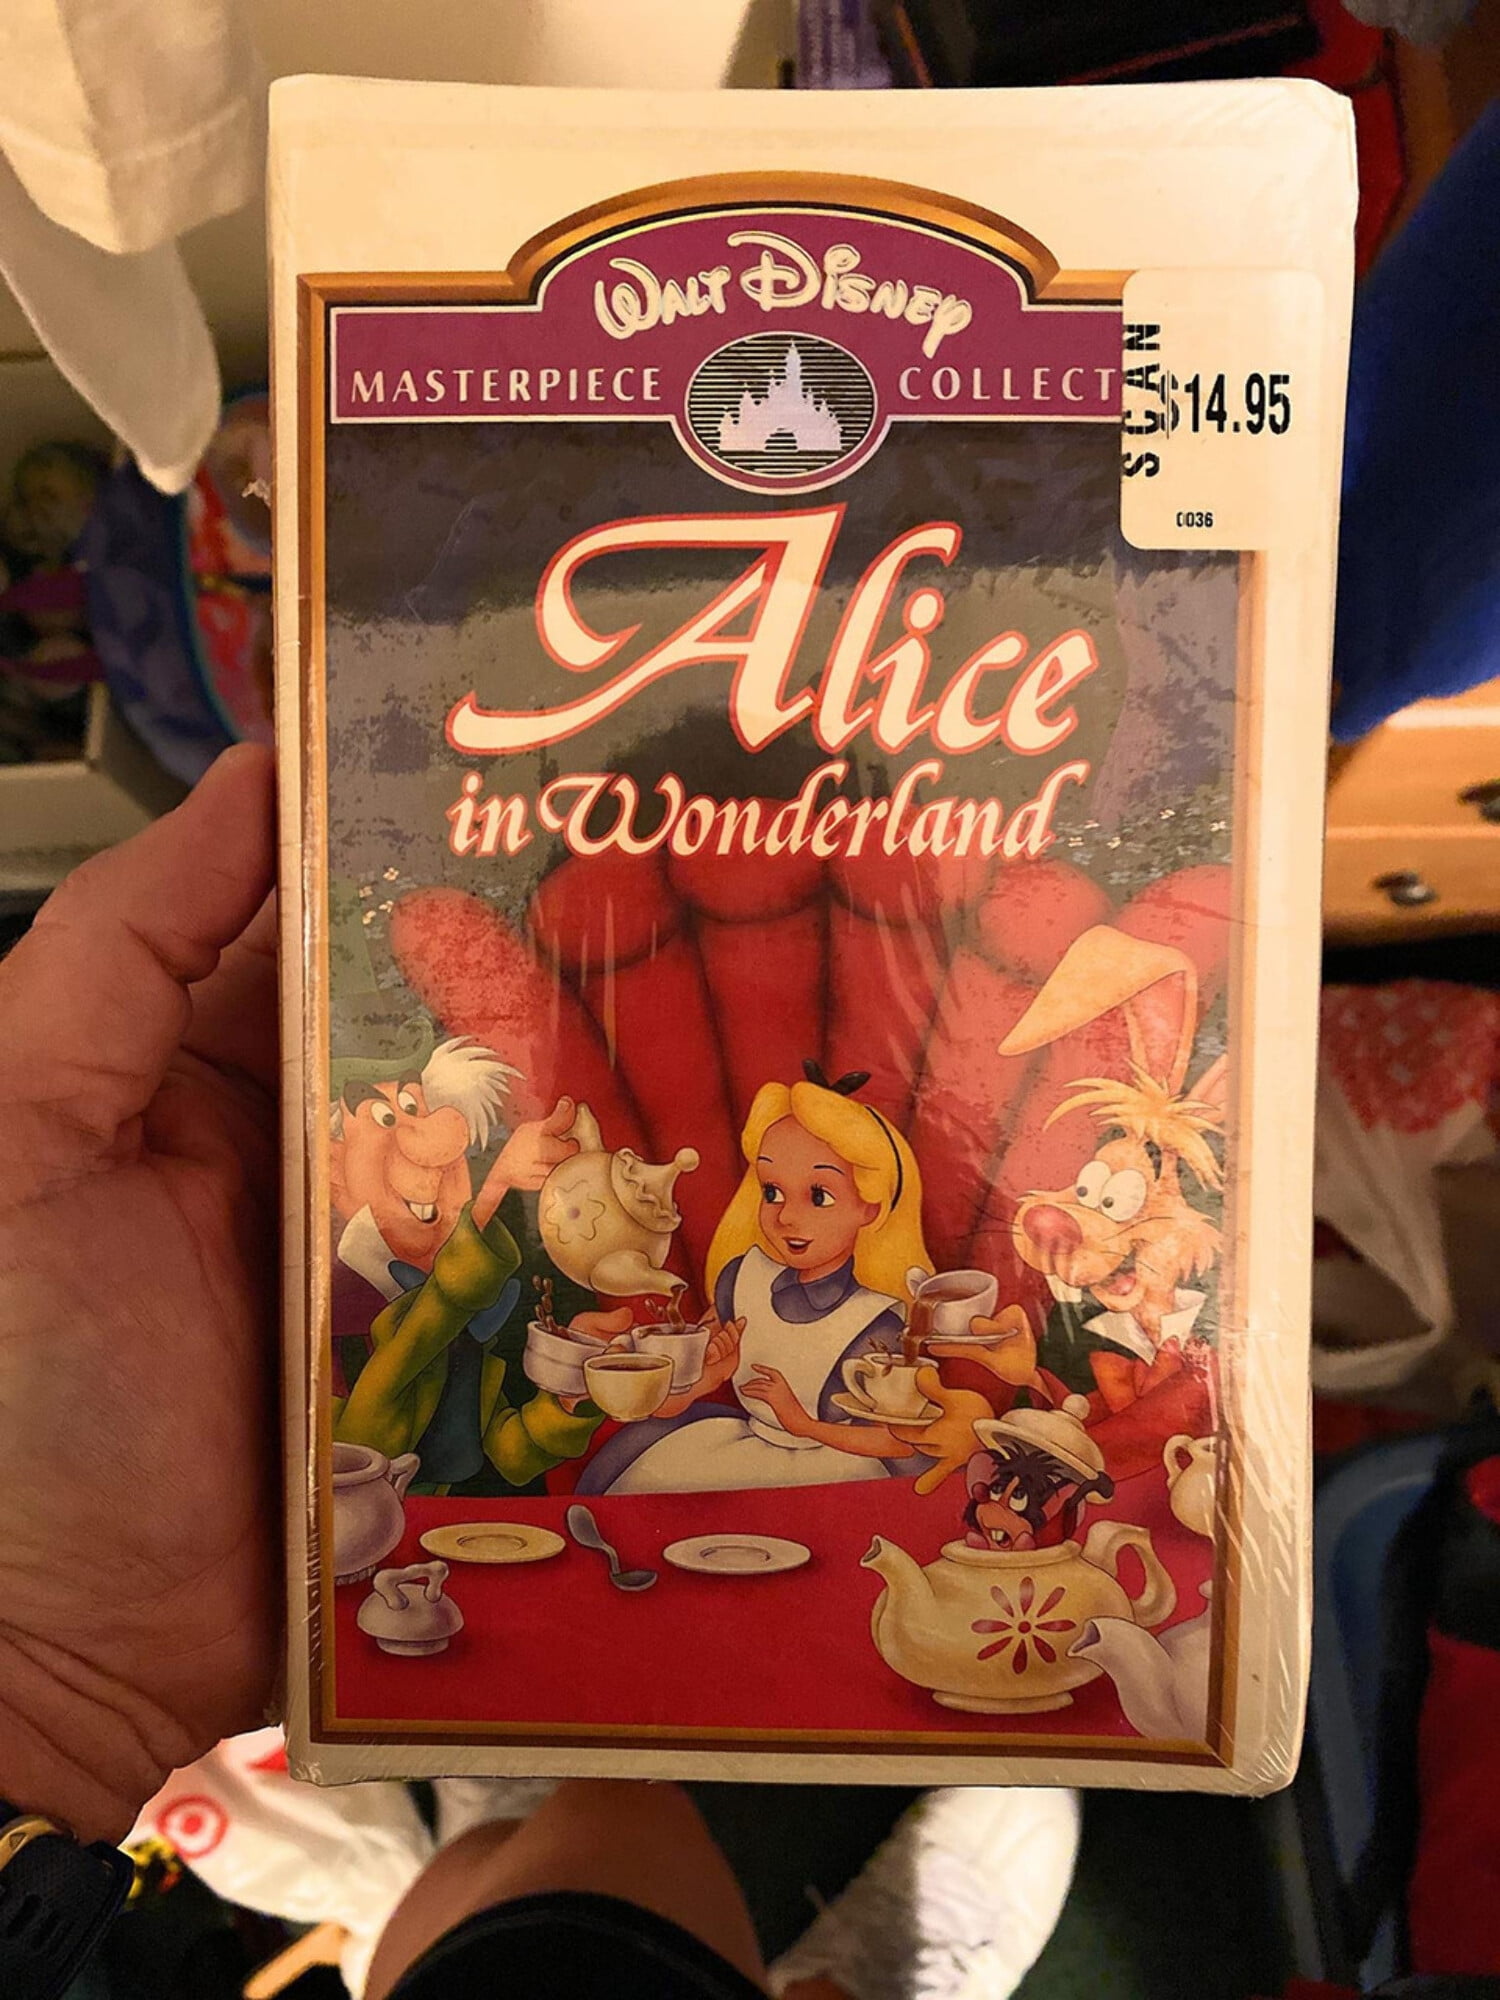 WALT DISNEY
MASTERPIECE COLLECT
SCAN
$14.95
0036
Alice
in Wonderland